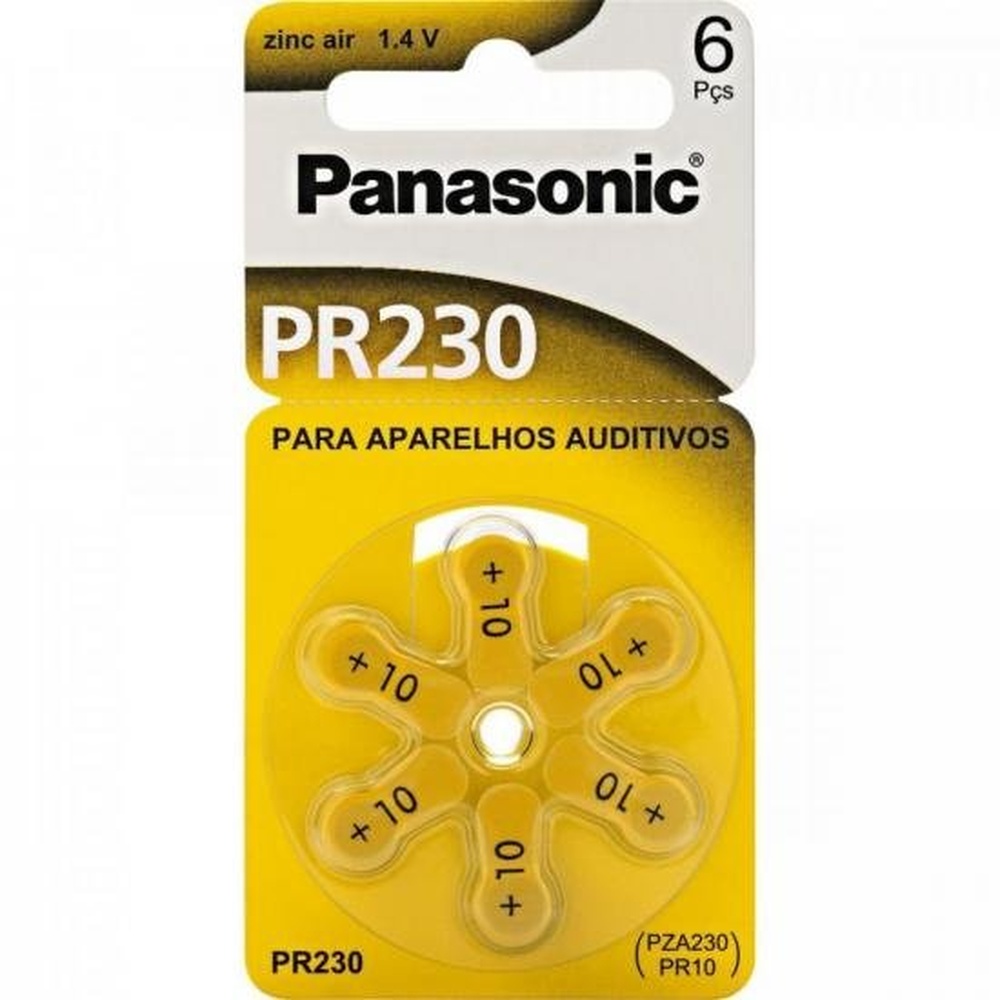 zinc air 1.4 V
6
Pçs
Panasonic®
PR230
PARA APARELHOS AUDITIVOS
+ 10
+ 10
+ 10
+ 10
+ 10
+ 10
PR230
(PZA230
PR10)